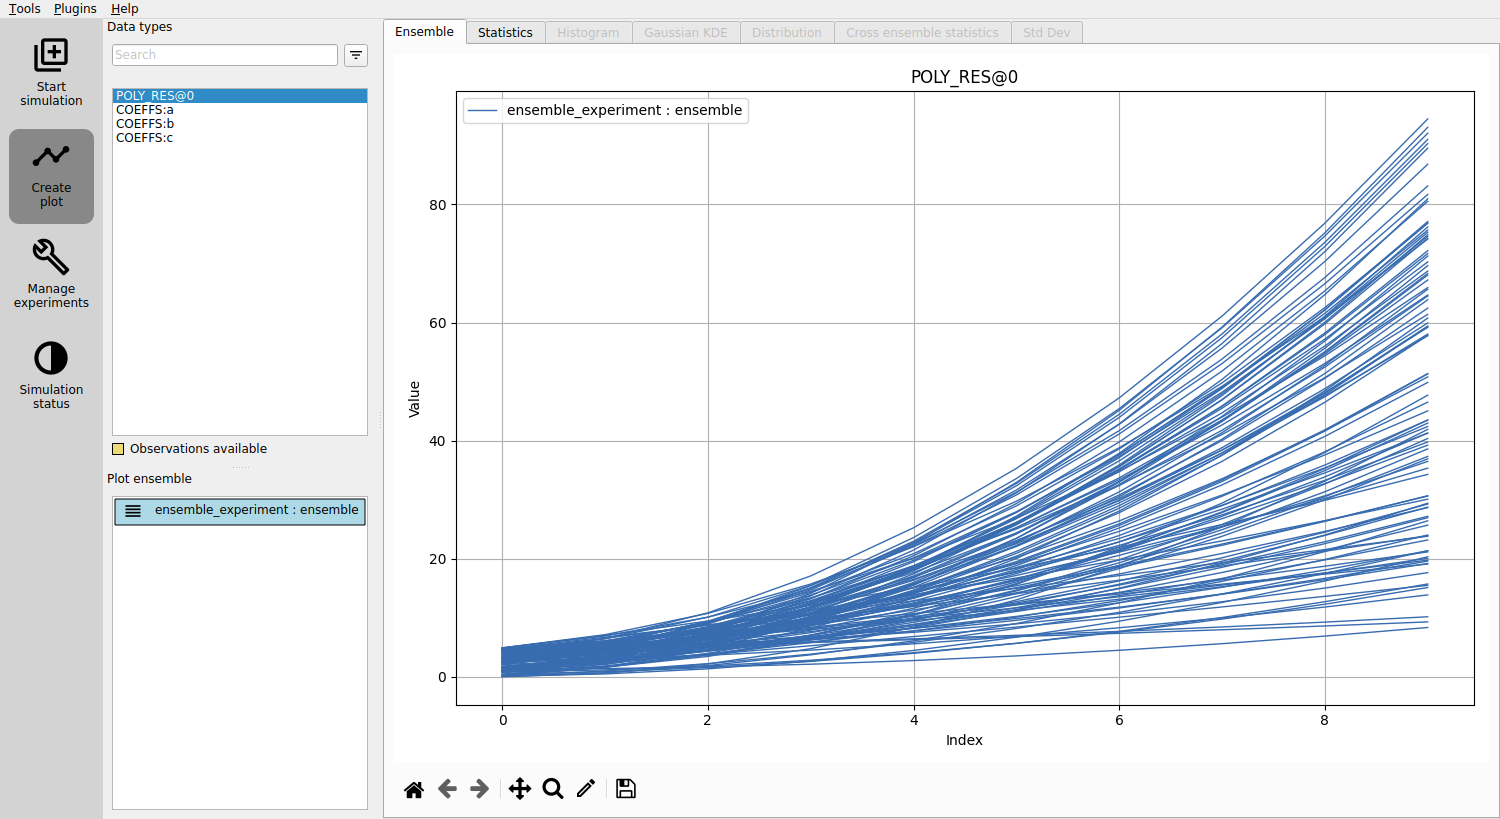 Tools Plugins Help
Start
simulation
Create
plot
Manage
experiments
Simulation
status
Data types
Search
POLY_RES@0
COEFFS:a
COEFFS:b
COEFFS:c
Observations available
Plot ensemble
ensemble_experiment : ensemble
Ensemble Statistics Histogram Gaussian KDE Distribution Cross ensemble statistics Std Dev
POLY_RES@0
ensemble_experiment : ensemble
Value
80
60
40
20
0
0 2 4 6 8
Index